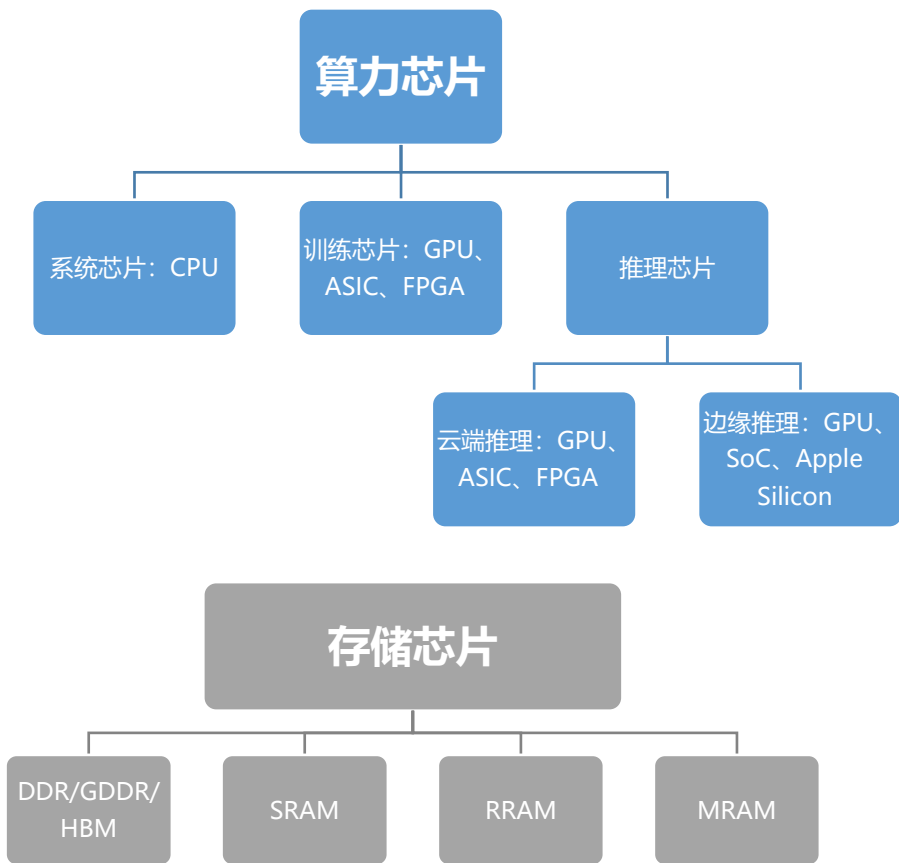 算力芯片
系统芯片：CPU
训练芯片：GPU、
ASIC、FPGA
推理芯片
云端推理：GPU、
ASIC、FPGA
边缘推理：GPU、
SoC、Apple
Silicon
存储芯片
DDR/GDDR/
HBM
SRAM
RRAM
MRAM